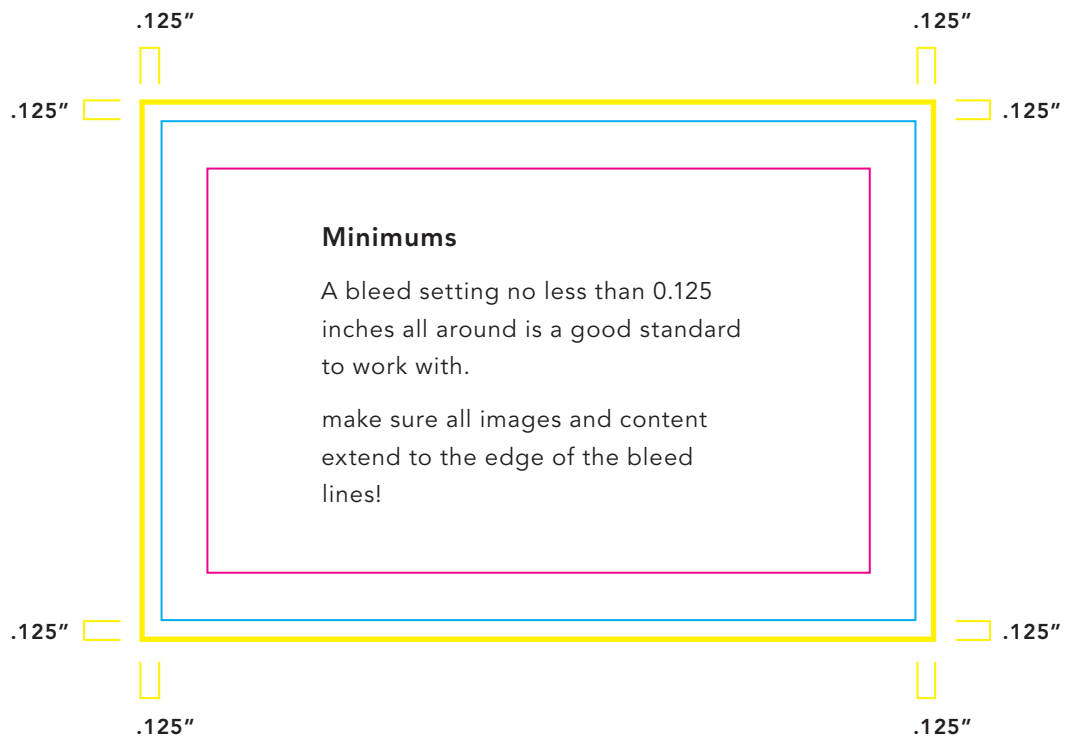 .125″ .125″
.125″ .125″
Minimums
A bleed setting no less than 0.125
inches all around is a good standard
to work with.
make sure all images and content
extend to the edge of the bleed
lines!
.125″ .125″
.125″ .125″